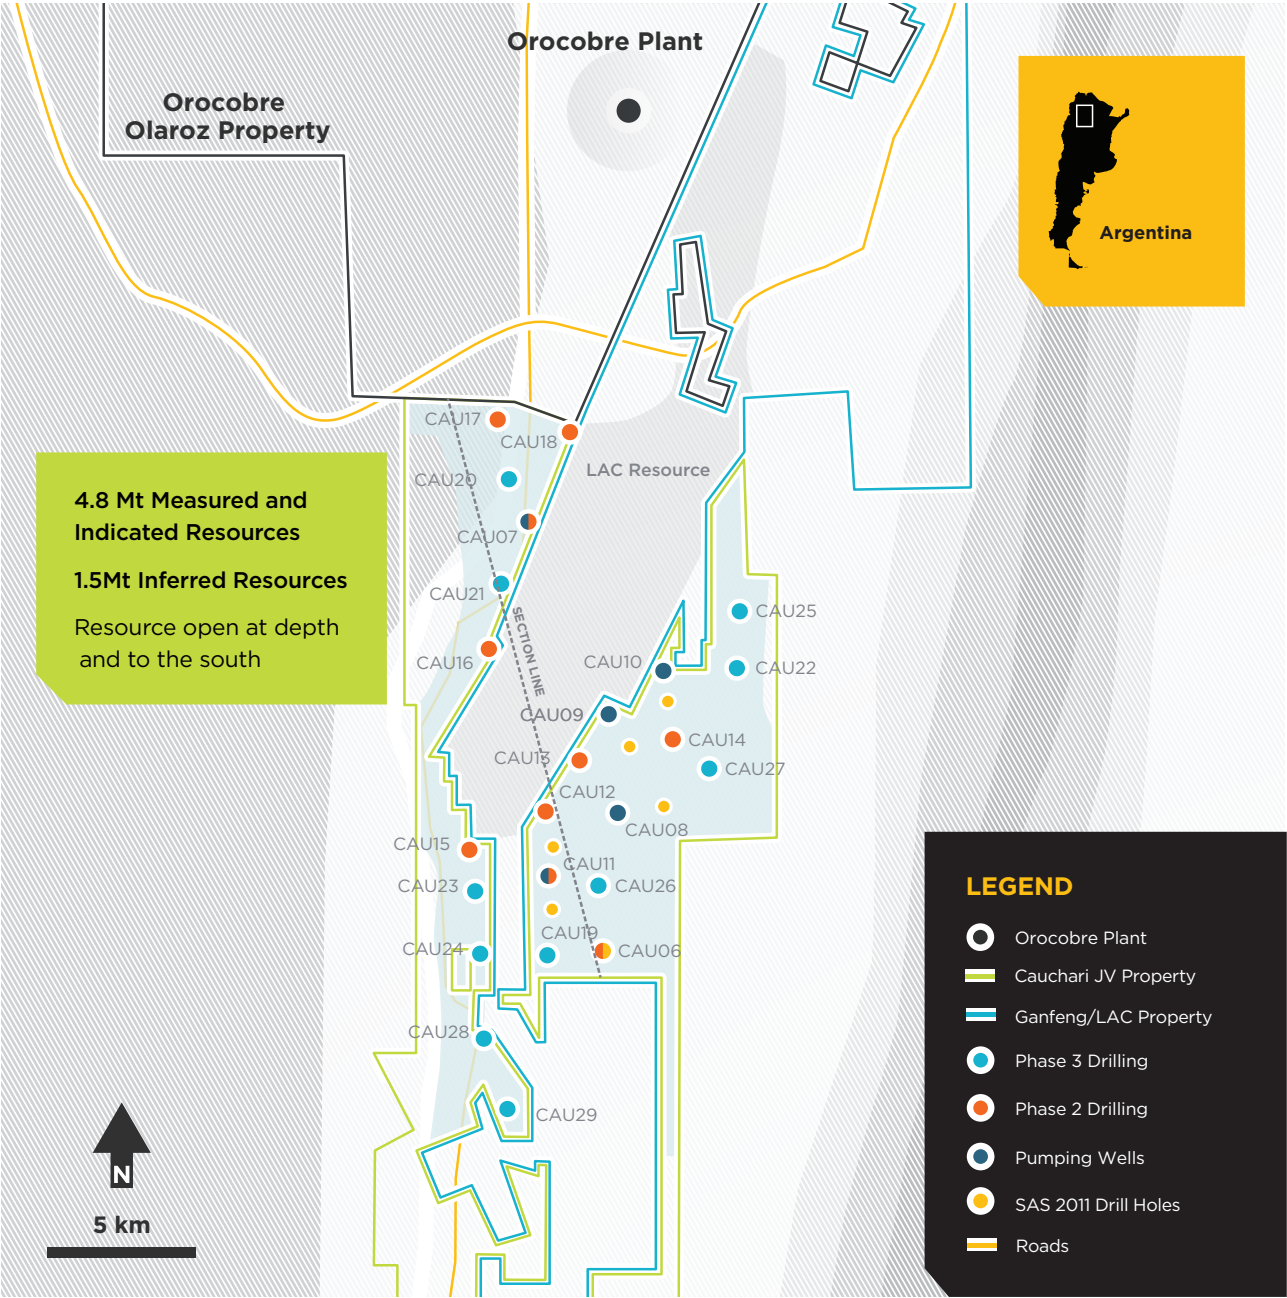 Orocobre Plant
Orocobre
Olaroz Property
Argentina
CAU17
CAU18
LAC Resource
CAU20
4.8 Mt Measured and
Indicated Resources
1.5Mt Inferred Resources
Resource open at depth
and to the south
CAU07
CAU21
SECTION LINE
CAU25
CAU16
CAU10
CAU22
CAU09
CAU14
CAU13
CAU27
CAU12
CAU08
CAU15
CAU11
CAU23
CAU26
CAU19
CAU24
CAU06
CAU28
CAU29
N
5 km
LEGEND
Orocobre Plant
Cauchari JV Property
Ganfeng/LAC Property
Phase 3 Drilling
Phase 2 Drilling
Pumping Wells
SAS 2011 Drill Holes
Roads